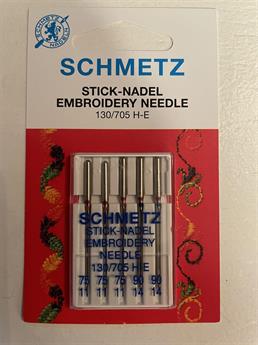 SCHMETZ
SCHMETZ
STICK-NADEL
EMBROIDERY NEEDLE
130/705 H-E
SCHMETZ
STICK-NADEL
EMBROIDERY
NEEDLE
130/705 H-E
75 75 75 90 90
11 11 11 14 14